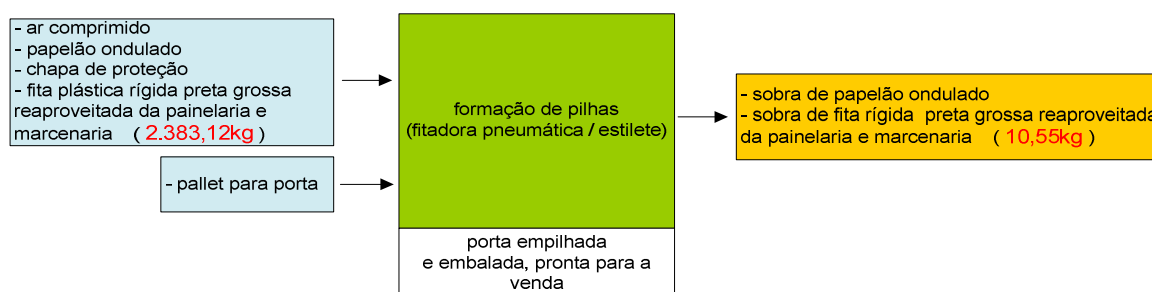 - ar comprimido
- papelão ondulado
- chapa de proteção
- fita plástica rígida preta grossa
reaproveitada da painelaria e
marcenaria ( 2.383,12kg )
- pallet para porta
formação de pilhas
(fitadora pneumática / estilete)
porta empilhada
e embalada, pronta para a
venda
- sobra de papelão ondulado
- sobra de fita rígida preta grossa reaproveitada
da painelaria e marcenaria ( 10,55kg )